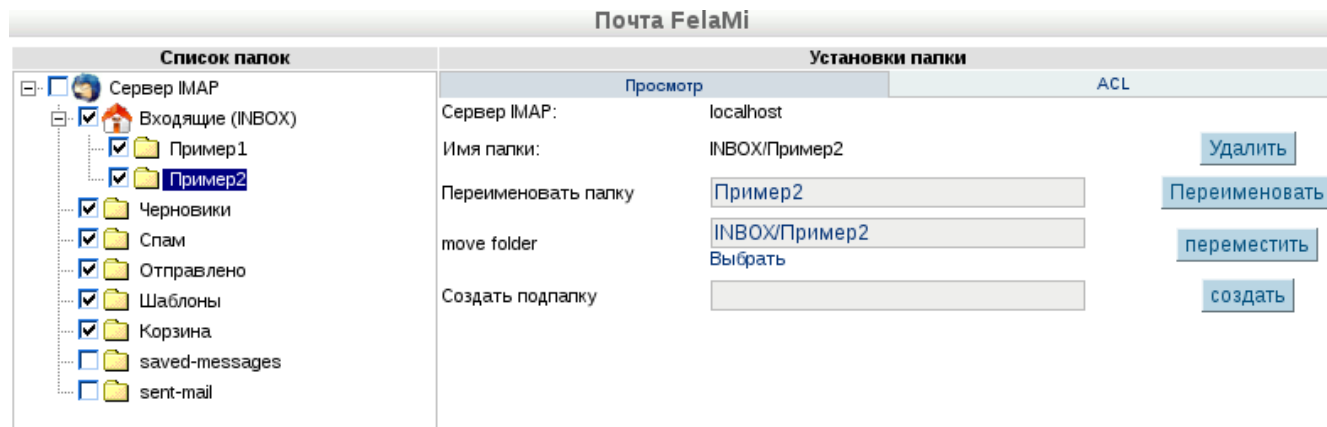 Почта FelaMi
Список папок
Сервер IMAP
Входящие (INBOX)
Пример1
Пример2
Черновики
Спам
Отправлено
Шаблоны
Корзина
saved-messages
sent-mail
Установки папки
Просмотр ACL
Сервер IMAP: localhost
Имя папки: INBOX/Пример2 Удалить
Переименовать папку Пример2 Переименовать
move folder INBOX/Пример2 переместить
Выбрать
Создать подпапку создать